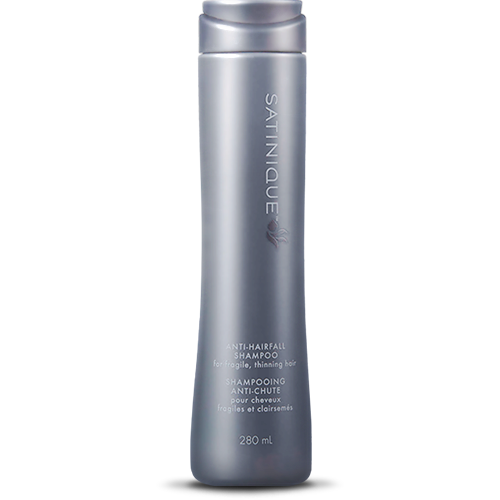 SATINIQUE
ANTI-HAIRFALL
SHAMPOO
for fragile, thinning hair
SHAMPOOING
ANTI-CHUTE
pour cheveux
fragiles et clairsemés
280 mL